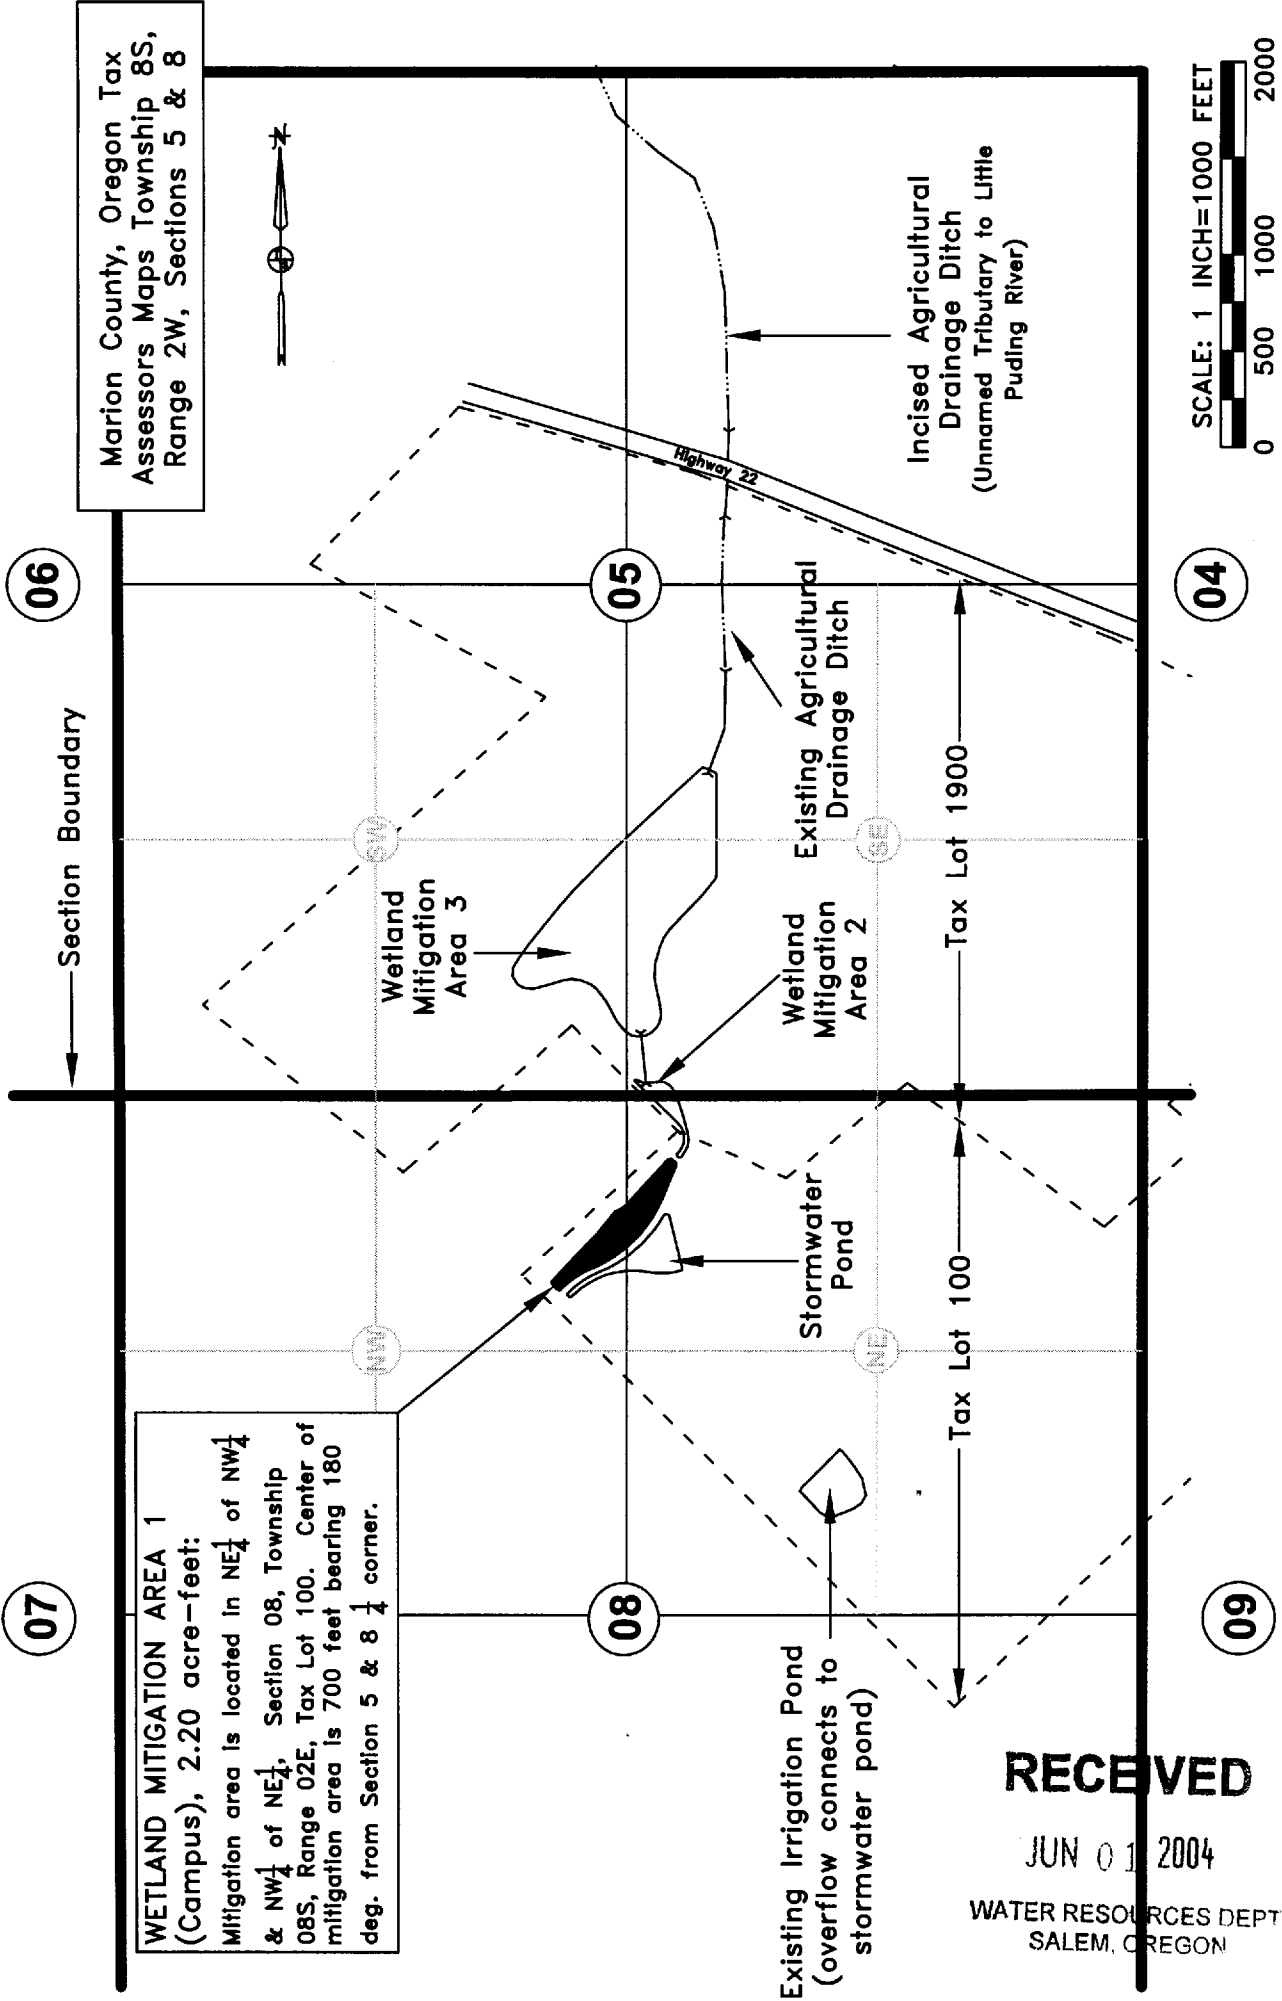 Marion County, Oregon Tax
Assessors Maps Township 8S,
Range 2W, Sections 5 & 8
N
06
05
04
07
08
09
Section Boundary
SW
SE
NW
NE
Highway 22
Incised Agricultural
Drainage Ditch
(Unnamed Tributary to Little
Puding River)
Existing Agricultural
Drainage Ditch
Wetland
Mitigation
Area 3
Wetland
Mitigation
Area 2
Tax Lot 1900
Tax Lot 100
Stormwater
Pond
WETLAND MITIGATION AREA 1
(Campus), 2.20 acre-feet:
Mitigation area is located in NE¼ of NW¼
& NW¼ of NE¼, Section 08, Township
08S, Range 02E, Tax Lot 100. Center of
mitigation area is 700 feet bearing 180
deg. from Section 5 & 8 ¼ corner.
Existing Irrigation Pond
(overflow connects to
stormwater pond)
SCALE: 1 INCH=1000 FEET
0 500 1000 2000
RECEIVED
JUN 01 2004
WATER RESOURCES DEPT
SALEM, OREGON